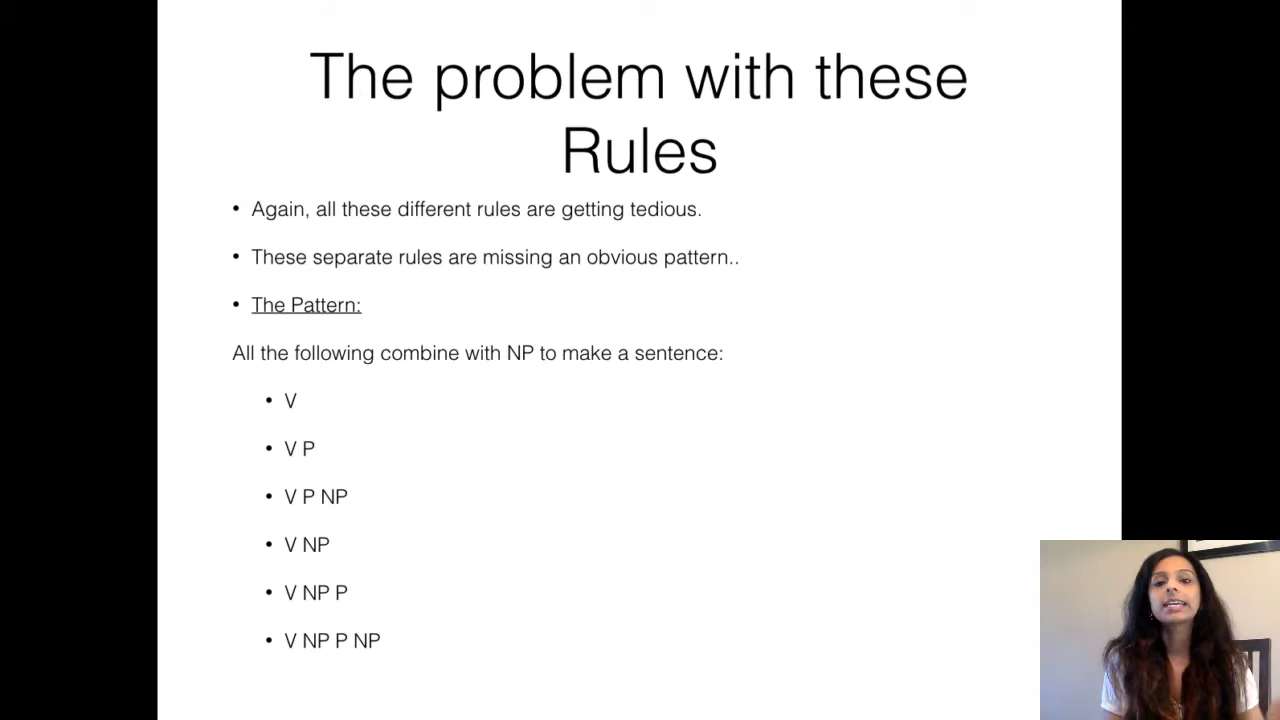 The problem with these
Rules
• Again, all these different rules are getting tedious.
• These separate rules are missing an obvious pattern..
• The Pattern:
All the following combine with NP to make a sentence:
• V
• V P
• V P NP
• V NP
• V NP P
• V NP P NP